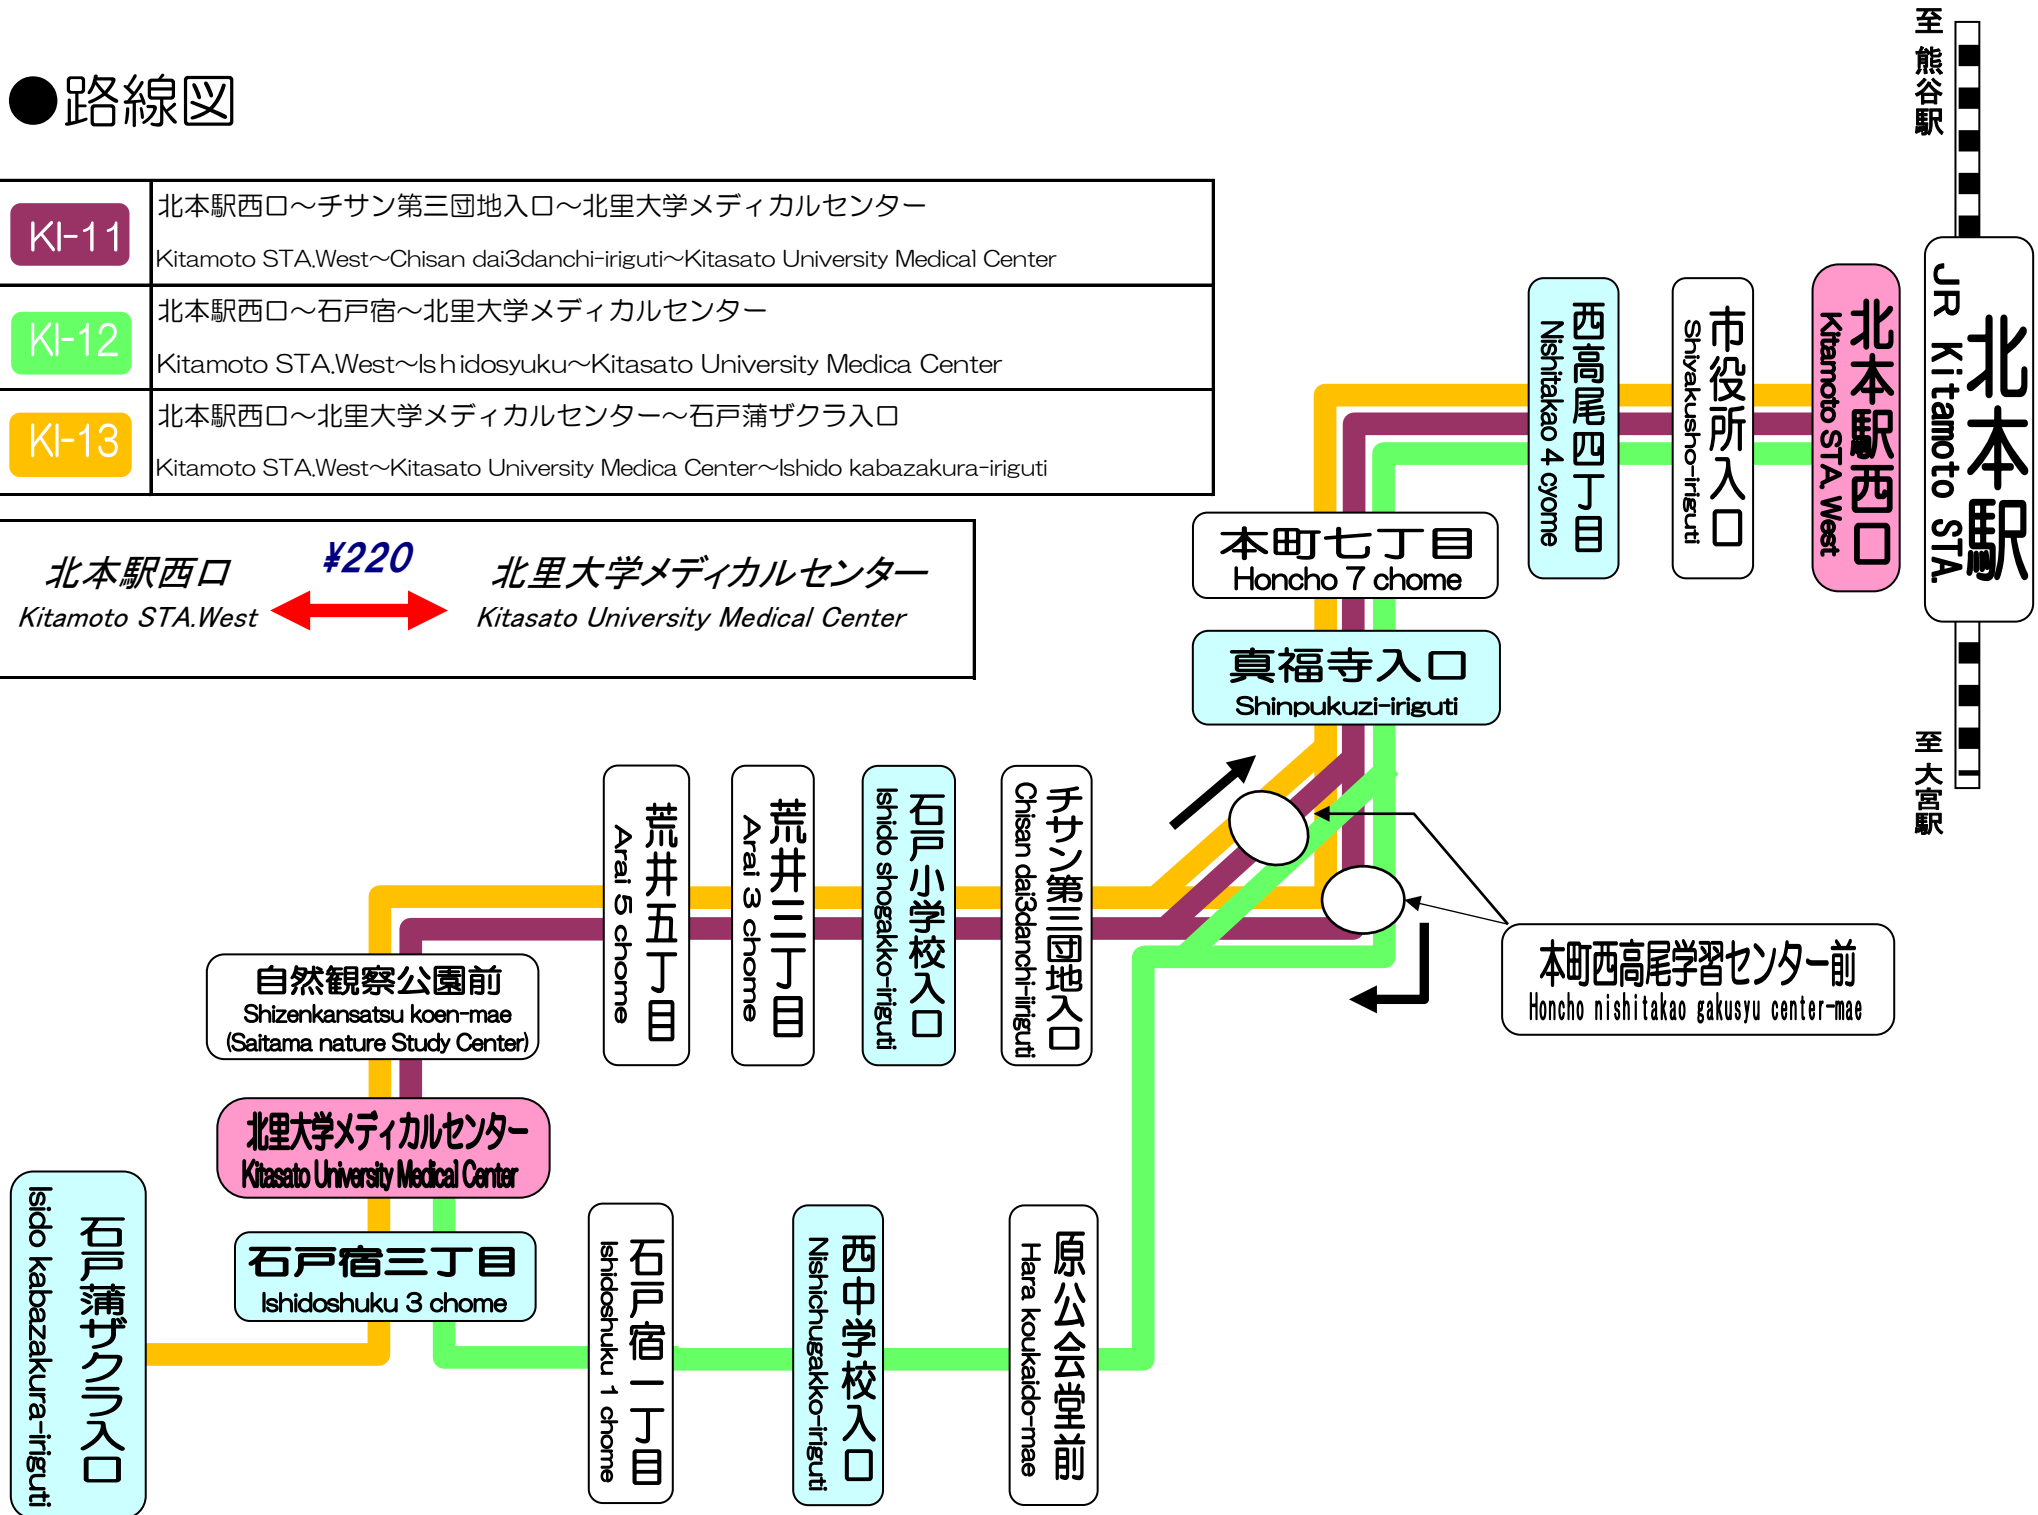 ●路線図
至 熊谷駅
KI-11
北本駅西口～チサン第三団地入口～北里大学メディカルセンター
Kitamoto STA.West～Chisan dai3danchi-iriguti～Kitasato University Medical Center
KI-12
北本駅西口～石戸宿～北里大学メディカルセンター
Kitamoto STA.West～Ishidosyuku～Kitasato University Medica Center
KI-13
北本駅西口～北里大学メディカルセンター～石戸蒲ザクラ入口
Kitamoto STA.West～Kitasato University Medica Center～Ishido kabazakura-iriguti
北本駅西口
¥220
北里大学メディカルセンター
Kitamoto STA.West
Kitasato University Medical Center
北本駅
JR Kitamoto STA.
北本駅西口
Kitamoto STA. West
市役所入口
Shiyakusho-iriguti
西高尾四丁目
Nishitakao 4 cyome
本町七丁目
Honcho 7 chome
真福寺入口
Shinpukuzi-iriguti
至 大宮駅
本町西高尾学習センター前
Honcho nishitakao gakusyu center-mae
チサン第三団地入口
Chisan dai3danchi-iiriguti
石戸小学校入口
Ishido shogakko-iriguti
荒井三丁目
Arai 3 chome
荒井五丁目
Arai 5 chome
自然観察公園前
Shizenkansatsu koen-mae
(Saitama nature Study Center)
北里大学メディカルセンター
Kitasato University Medical Center
石戸宿三丁目
Ishidoshuku 3 chome
石戸蒲ザクラ入口
Isido kabazakura-iriguti
石戸宿一丁目
Ishidoshuku 1 chome
西中学校入口
Nishichugakko-iriguti
原公会堂前
Hara koukaido-mae